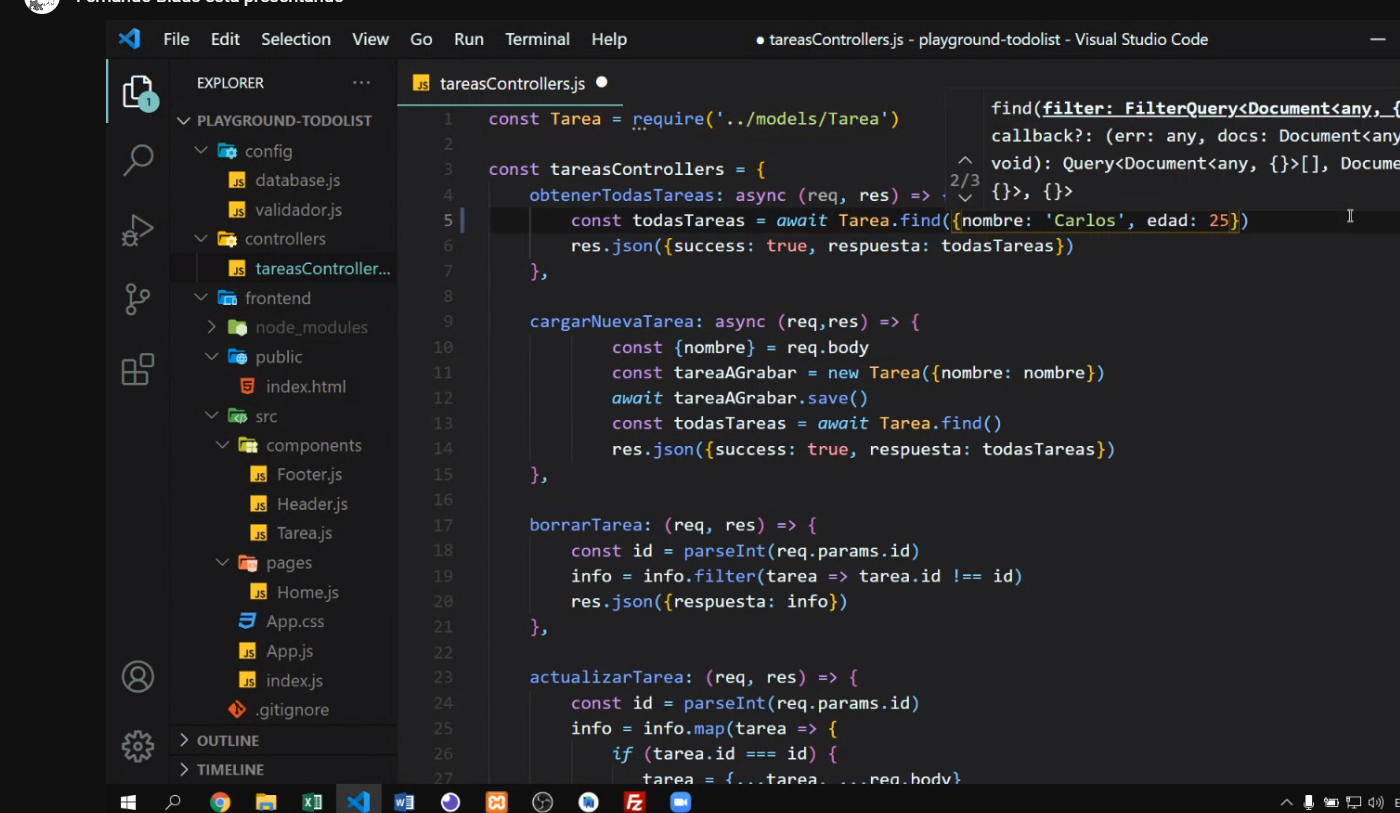 File Edit Selection View Go Run Terminal Help
● tareasControllers.js - playground-todolist - Visual Studio Code
EXPLORER ···
PLAYGROUND-TODOLIST
config
database.js
validador.js
controllers
tareasController...
frontend
node_modules
public
index.html
src
components
Footer.js
Header.js
Tarea.js
pages
Home.js
App.css
App.js
index.js
.gitignore
OUTLINE
TIMELINE
1
tareasControllers.js
find(filter: FilterQuery<Document<any, {
callback?: (err: any, docs: Document<any
void): Query<Document<any, {}>[], Docume
{}>, {}>
2/3
1 const Tarea = require('../models/Tarea')
2
3 const tareasControllers = {
4 obtenerTodasTareas: async (req, res) =>
5 const todasTareas = await Tarea.find({nombre: 'Carlos', edad: 25})
6 res.json({success: true, respuesta: todasTareas})
7 },
8
9 cargarNuevaTarea: async (req,res) => {
10 const {nombre} = req.body
11 const tareaAGrabar = new Tarea({nombre: nombre})
12 await tareaAGrabar.save()
13 const todasTareas = await Tarea.find()
14 res.json({success: true, respuesta: todasTareas})
15 },
16
17 borrarTarea: (req, res) => {
18 const id = parseInt(req.params.id)
19 info = info.filter(tarea => tarea.id !== id)
20 res.json({respuesta: info})
21 },
22
23 actualizarTarea: (req, res) => {
24 const id = parseInt(req.params.id)
25 info = info.map(tarea => {
26 if (tarea.id === id) {
27 tarea = {...tarea, ...req.body}